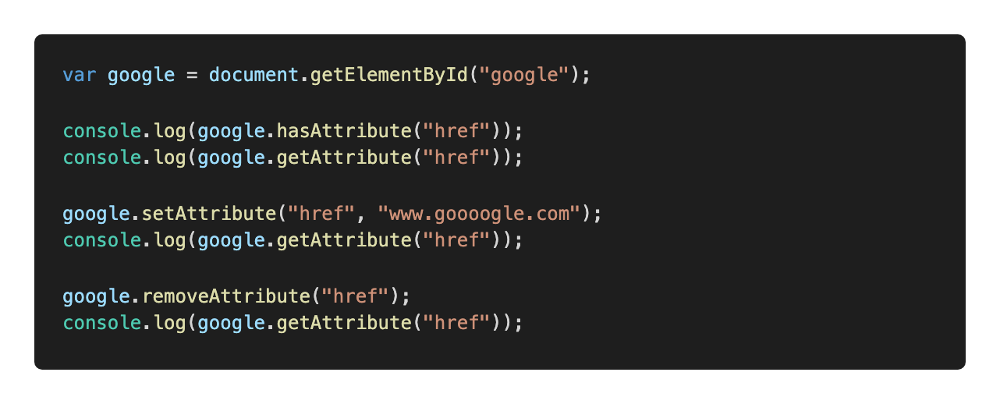 var google = document.getElementById("google");
console.log(google.hasAttribute("href"));
console.log(google.getAttribute("href"));
google.setAttribute("href", "www.goooogle.com");
console.log(google.getAttribute("href"));
google.removeAttribute("href");
console.log(google.getAttribute("href"));